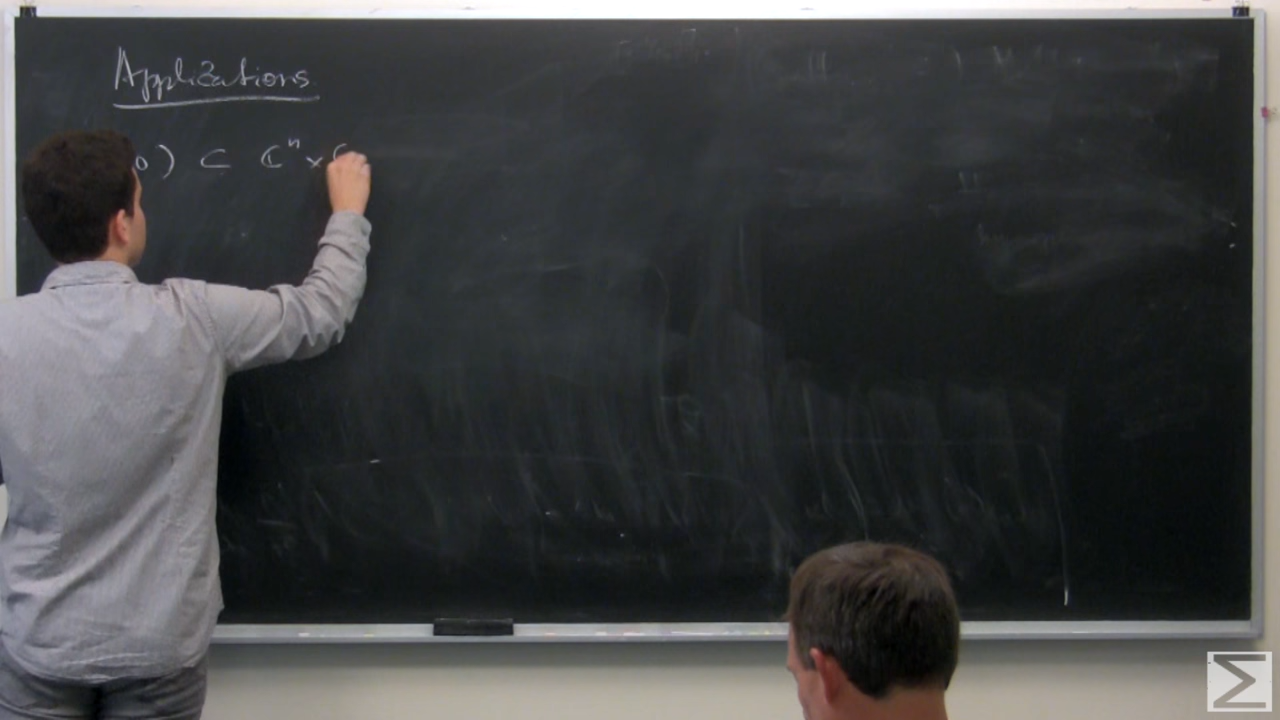 Applications
0) ⊂ ℂⁿ ×
Σ